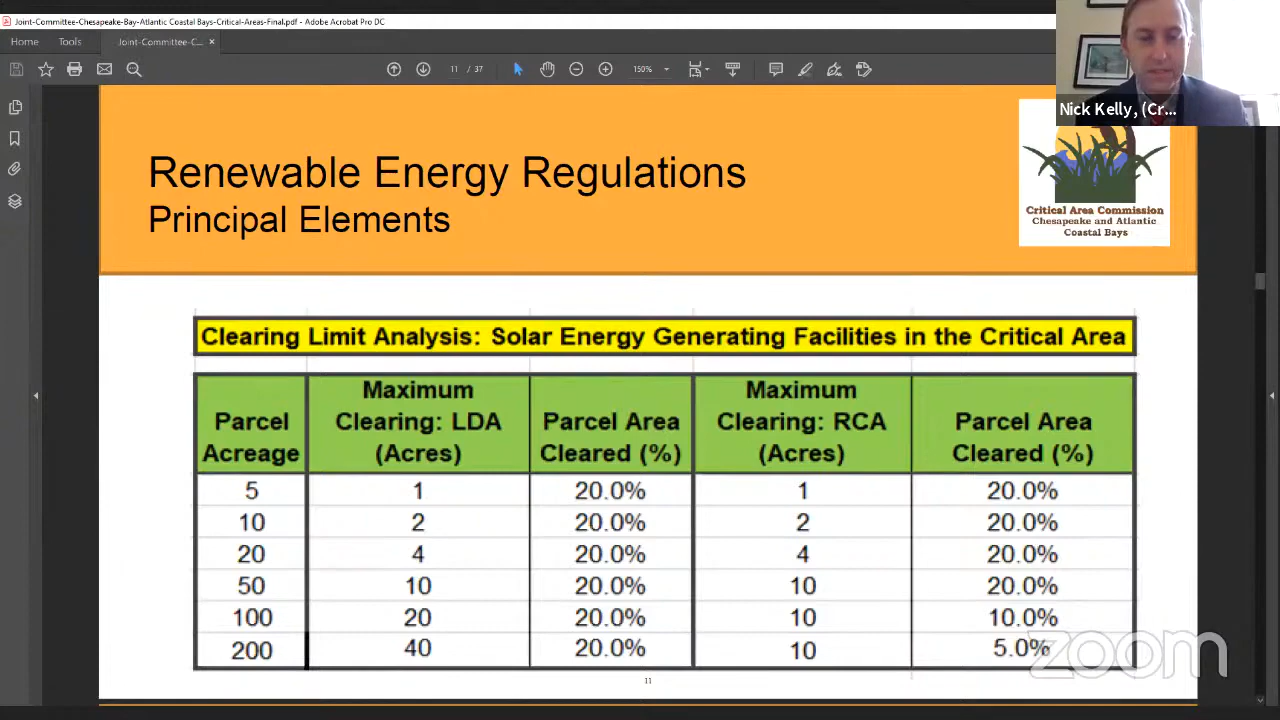 Joint-Committee-Chesapeake-Bay-Atlantic Coastal-Bays-Critical-Areas-Final.pdf - Adobe Acrobat Pro DC
Home Tools Joint-Committee-C... ×
11 / 37 150%
Nick Kelly, (Cr...
Renewable Energy Regulations
Principal Elements
Critical Area Commission
Chesapeake and Atlantic
Coastal Bays
Clearing Limit Analysis: Solar Energy Generating Facilities in the Critical Area
Parcel Acreage Maximum Clearing: LDA (Acres) Parcel Area Cleared (%) Maximum Clearing: RCA (Acres) Parcel Area Cleared (%)
5 1 20.0% 1 20.0%
10 2 20.0% 2 20.0%
20 4 20.0% 4 20.0%
50 10 20.0% 10 20.0%
100 20 20.0% 10 10.0%
200 40 20.0% 10 5.0%
zoom
11